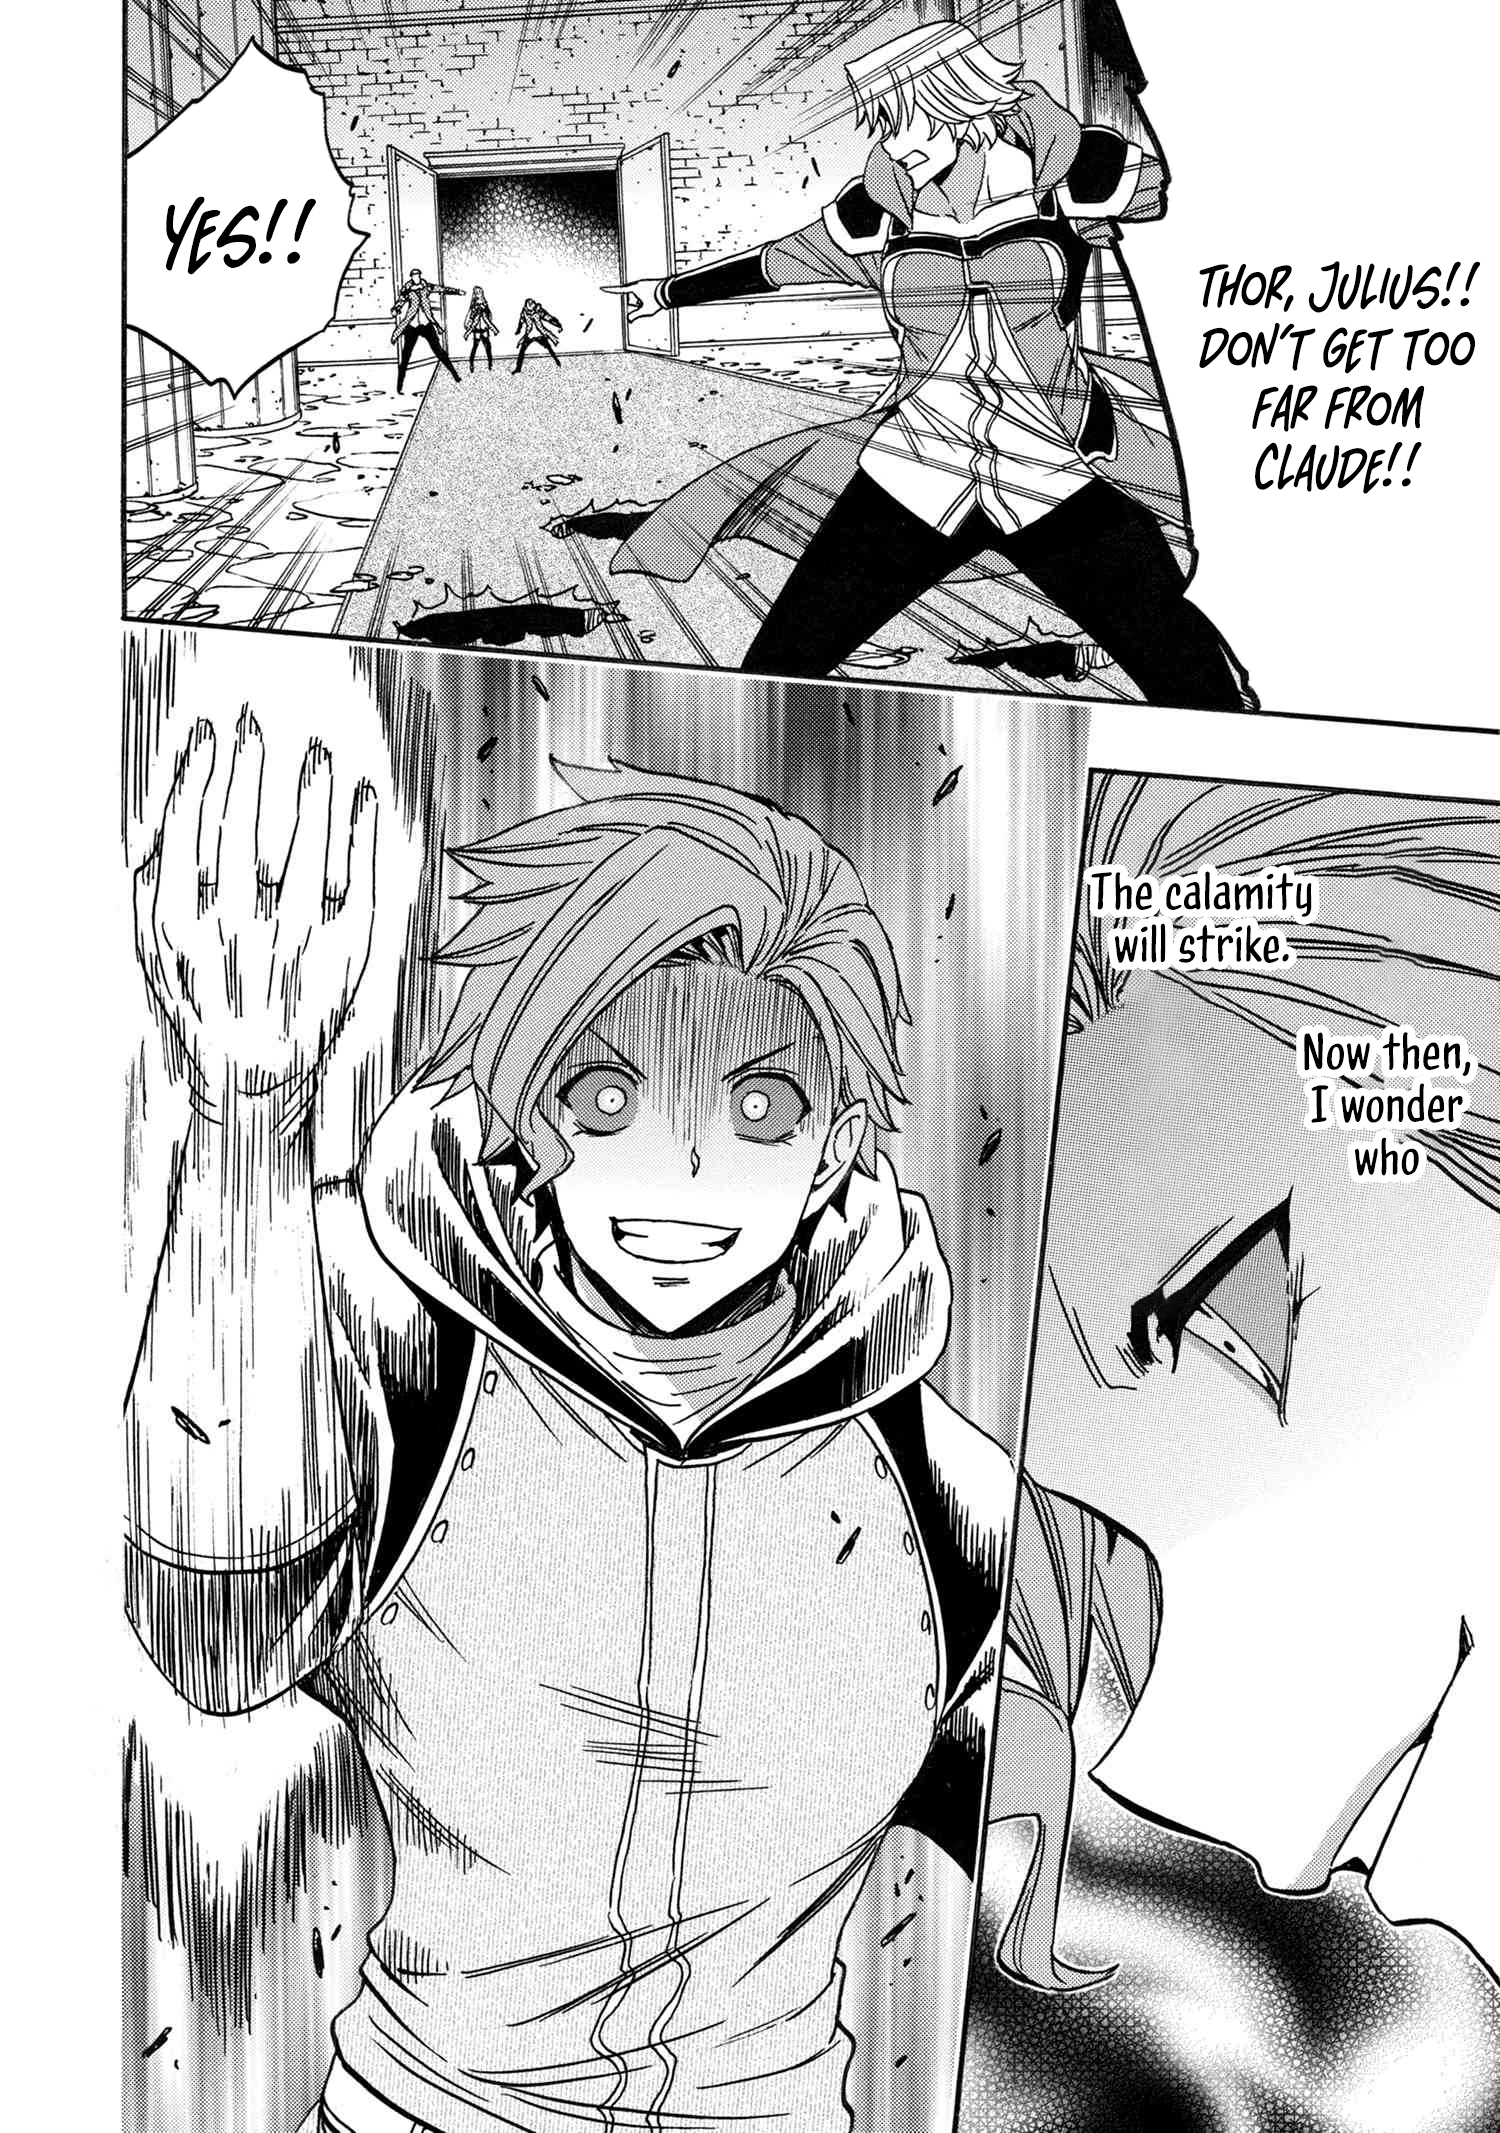 THOR, JULIUS!!
DON'T GET TOO
FAR FROM
CLAUDE!!
YES!!
The calamity
will strike.
Now then,
I wonder
who